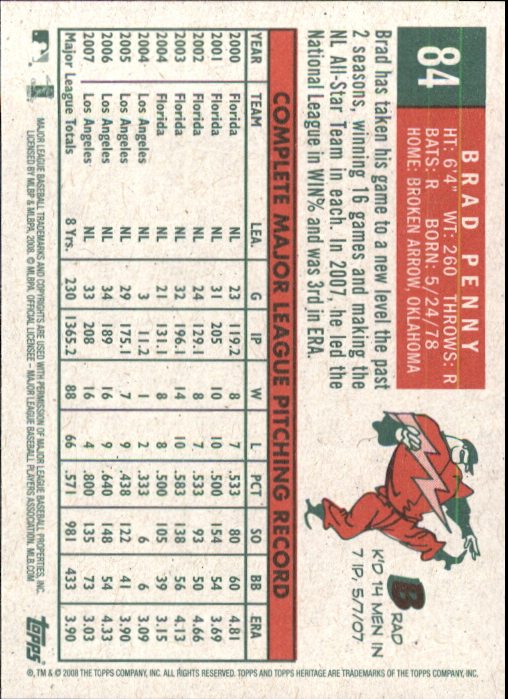 84
BRAD PENNY
HT: 6'4" WT: 260 THROWS: R
BATS: R BORN: 5/24/78
HOME: BROKEN ARROW, OKLAHOMA
Brad has taken his game to a new level the past
2 seasons, winning 16 games and making the
NL All-Star Team in each. In 2007, he led the
National League in WIN% and was 3rd in ERA.
BRAD
K'D 14 MEN IN
7 IP, 5/7/07
COMPLETE MAJOR LEAGUE PITCHING RECORD
YEAR TEAM LEA. G IP W L PCT SO BB ERA
2000 Florida NL 23 119.2 8 7 .533 80 60 4.81
2001 Florida NL 31 205 10 10 .500 154 54 3.69
2002 Florida NL 24 129.1 8 7 .533 93 50 4.66
2003 Florida NL 32 196.1 14 10 .583 138 56 4.13
2004 Florida NL 21 131.1 8 8 .500 105 39 3.15
2004 Los Angeles NL 3 11.2 1 2 .333 6 6 3.09
2005 Los Angeles NL 29 175.1 7 9 .438 122 41 3.90
2006 Los Angeles NL 34 189 16 9 .640 148 54 4.33
2007 Los Angeles NL 33 208 16 4 .800 135 73 3.03
Major League Totals 8 Yrs. 230 1365.2 88 66 .571 981 433 3.90
MAJOR LEAGUE BASEBALL TRADEMARKS AND COPYRIGHTS ARE USED WITH PERMISSION OF MAJOR LEAGUE BASEBALL PROPERTIES, INC.
LICENSED BY MLBP & MLBPA, 2008. © MLBPA. OFFICIAL LICENSEE – MAJOR LEAGUE BASEBALL PLAYERS ASSOCIATION. MLB.COM
topps
®, TM & © 2008 THE TOPPS COMPANY, INC. ALL RIGHTS RESERVED. TOPPS AND TOPPS HERITAGE ARE TRADEMARKS OF THE TOPPS COMPANY, INC.